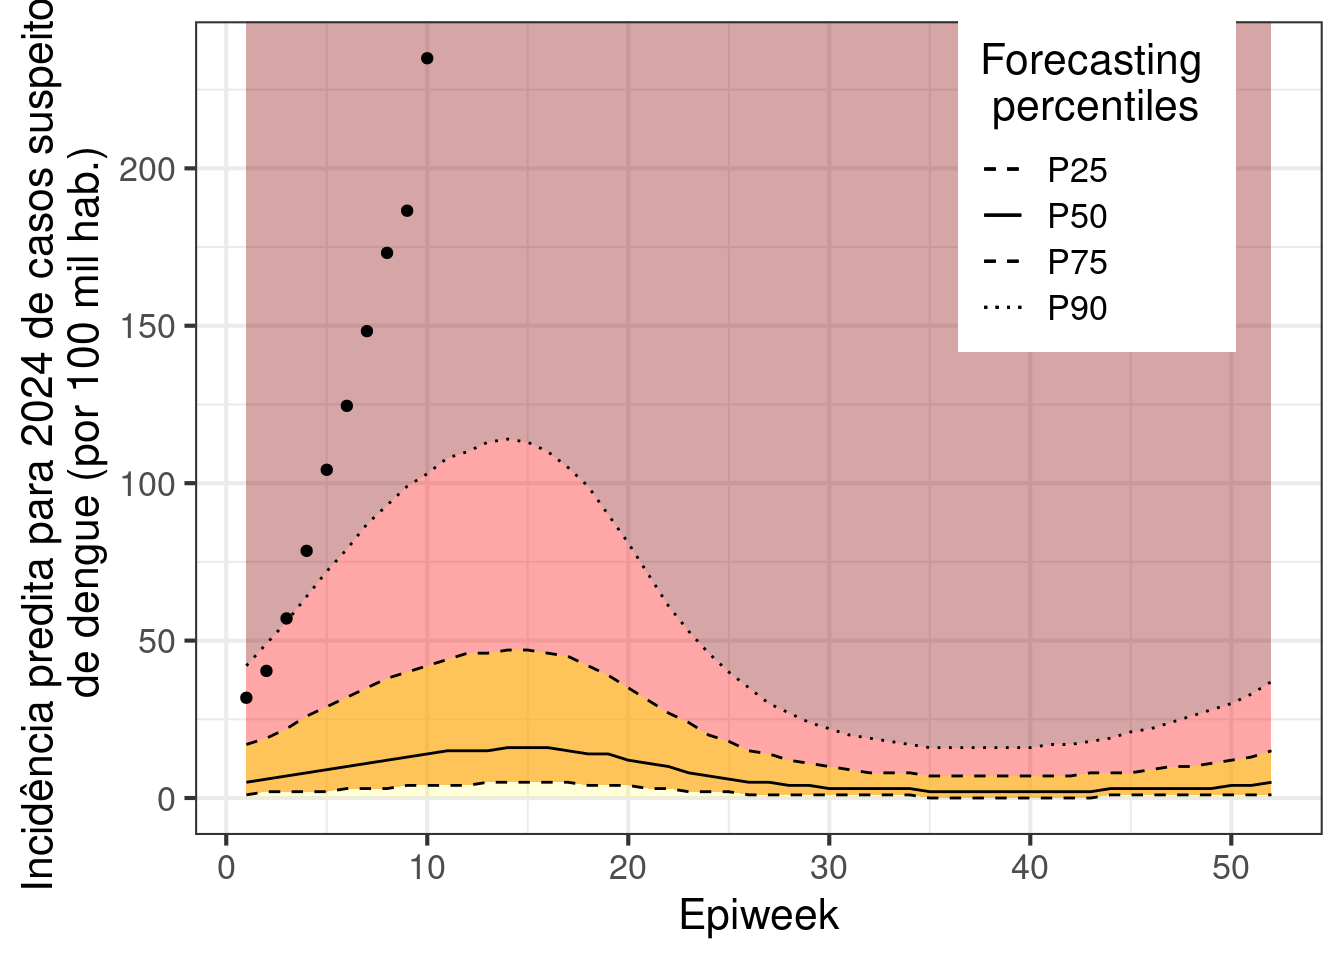 Incidência predita para 2024 de casos suspeito
de dengue (por 100 mil hab.)
200
150
100
50
0
0 10 20 30 40 50
Epiweek
Forecasting
percentiles
P25
P50
P75
P90